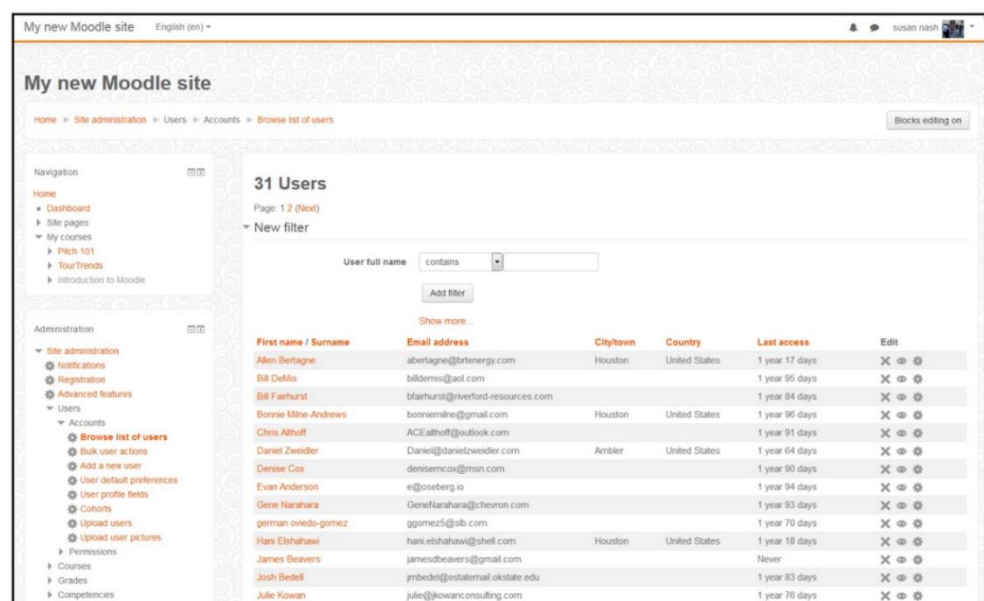 My new Moodle site English (en) susan nash
My new Moodle site
Home Site administration Users Accounts Browse list of users Blocks editing on
Navigation
Home
Dashboard
Site pages
My courses
Pitch 101
TourTrends
Introduction to Moodle
Administration
Site administration
Notifications
Registration
Advanced features
Users
Accounts
Browse list of users
Bulk user actions
Add a new user
User default preferences
User profile fields
Cohorts
Upload users
Upload user pictures
Permissions
Courses
Grades
Competencies
31 Users
Page: 1 2 (Next)
New filter
User full name contains
Add filter
Show more...
First name / Surname Email address City/town Country Last access Edit
Allen Bertagne abertagne@brtenergy.com Houston United States 1 year 17 days
Bill DeMis billdemis@aol.com 1 year 95 days
Bill Fairhurst bfairhurst@riverford-resources.com 1 year 84 days
Bonnie Milne-Andrews bonniemilne@gmail.com Houston United States 1 year 96 days
Chris Althoff ACEalthoff@outlook.com 1 year 91 days
Daniel Zweidler Daniel@danielzweidler.com Ambler United States 1 year 64 days
Denise Cox denisemcox@msn.com 1 year 90 days
Evan Anderson e@oseberg.io 1 year 94 days
Gene Narahara GeneNarahara@chevron.com 1 year 93 days
german oviedo-gomez ggomez5@slb.com 1 year 70 days
Hani Elshahawi hani.elshahawi@shell.com Houston United States 1 year 18 days
James Beavers jamesdbeavers@gmail.com Never
Josh Bedell jmbedel@ostatemail.okstate.edu 1 year 83 days
Julie Kowan julie@jkowanconsulting.com 1 year 76 days